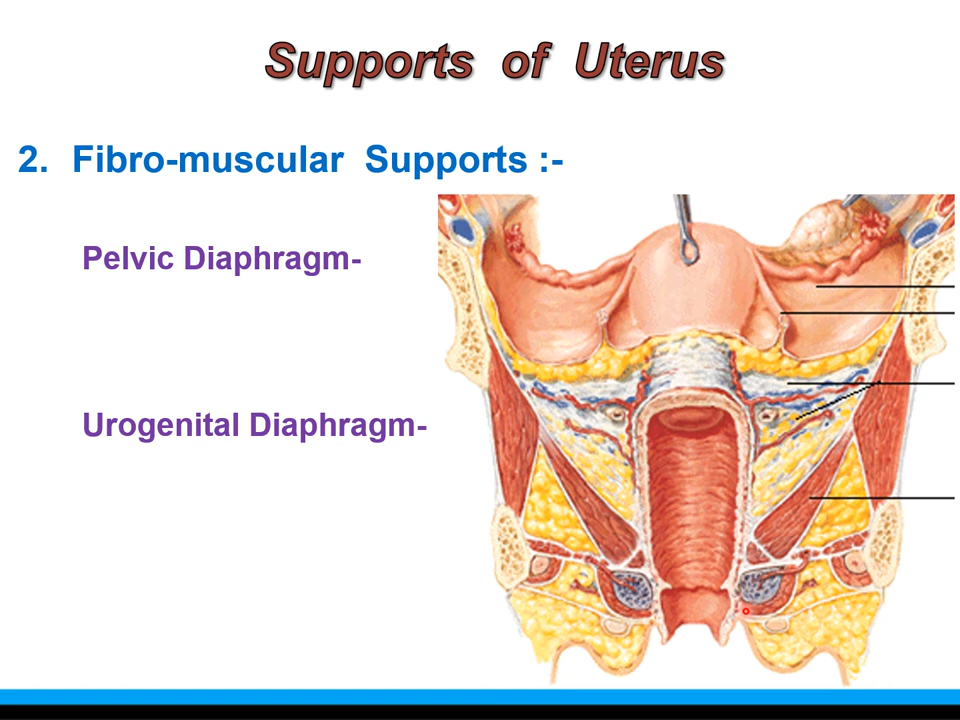 Supports of Uterus
2. Fibro-muscular Supports :-
Pelvic Diaphragm-
Urogenital Diaphragm-